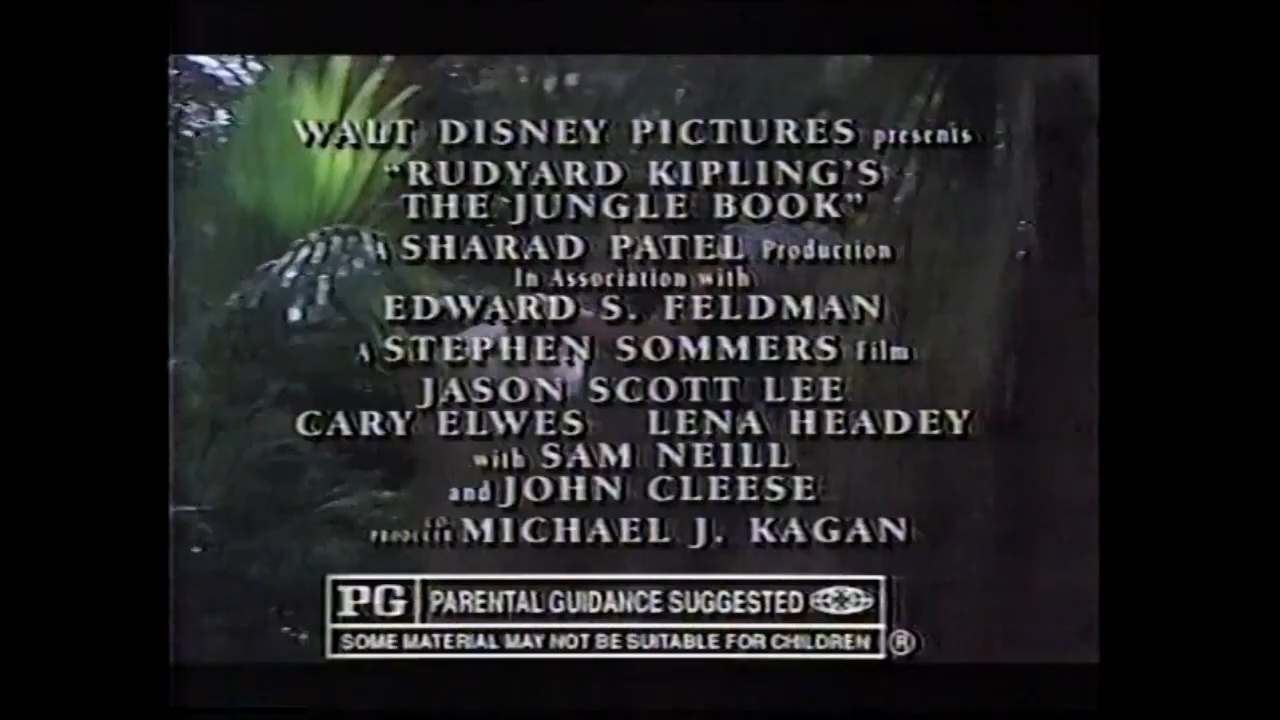 WALT DISNEY PICTURES presents
"RUDYARD KIPLING'S
THE JUNGLE BOOK"
A SHARAD PATEL Production
In Association with
EDWARD S. FELDMAN
A STEPHEN SOMMERS Film
JASON SCOTT LEE
CARY ELWES LENA HEADEY
with SAM NEILL
and JOHN CLEESE
CO PRODUCER MICHAEL J. KAGAN
PG PARENTAL GUIDANCE SUGGESTED
SOME MATERIAL MAY NOT BE SUITABLE FOR CHILDREN ®